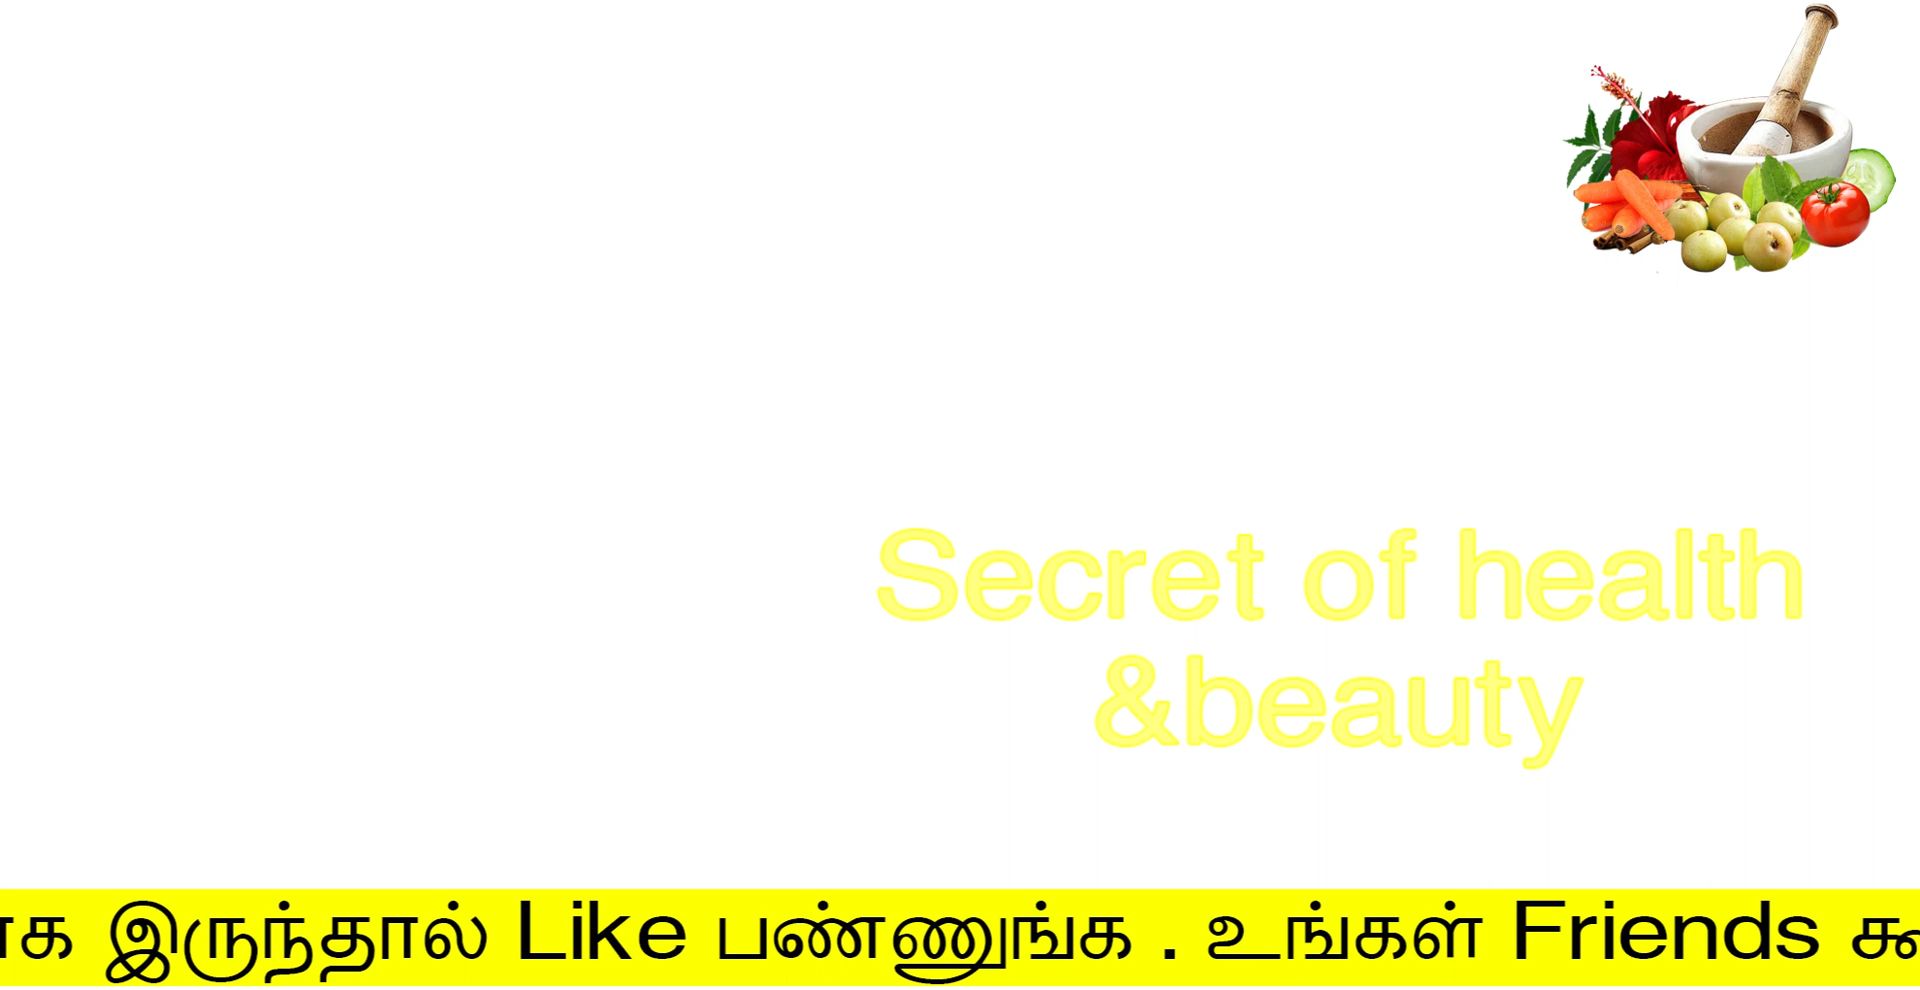 Secret of health
&beauty
இருந்தால் Like பண்ணுங்க . உங்கள் Friends